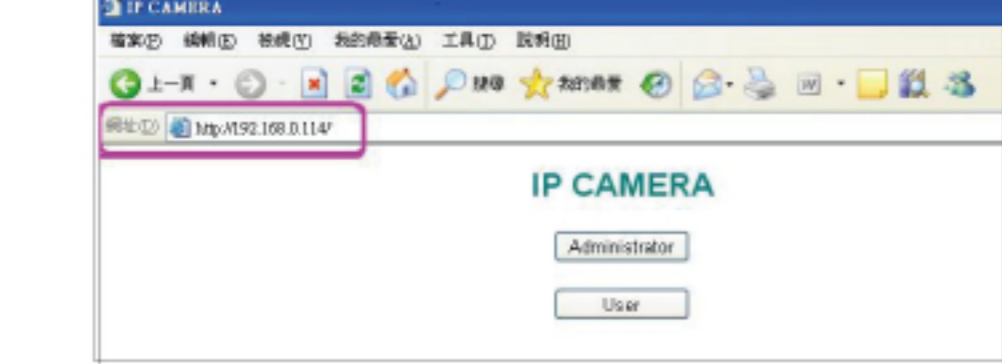 IP CAMERA
檔案(F) 編輯(E) 檢視(V) 我的最愛(A) 工具(T) 說明(H)
上一頁 搜尋 我的最愛
網址(D) http://192.168.0.114/
IP CAMERA
Administrator
User